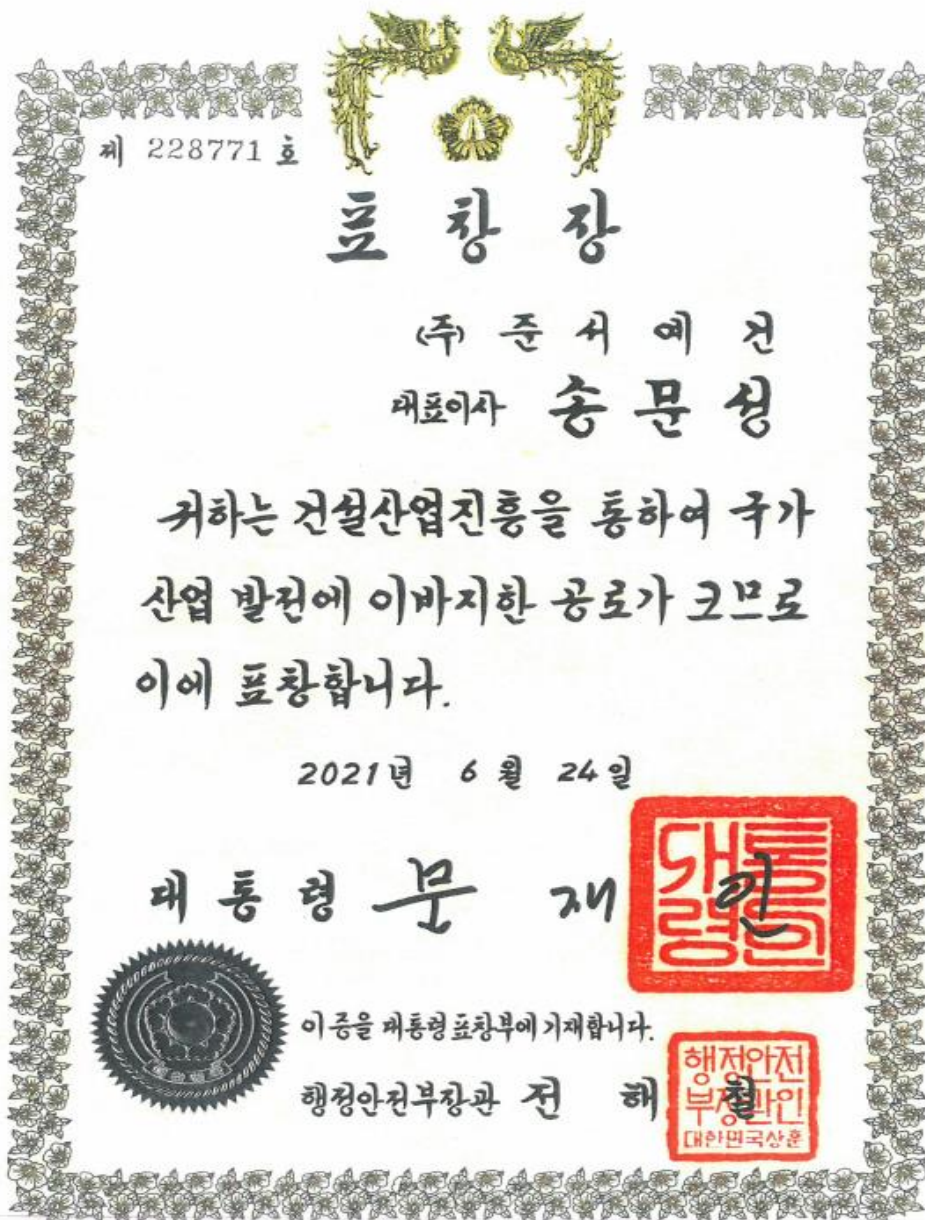 제 228771 호
표창장
(주) 준서예건
대표이사 송문성
귀하는 건설산업진흥을 통하여 국가
산업 발전에 이바지한 공로가 크므로
이에 표창합니다.
2021년 6월 24일
대통령 문재인
대통령의인
이 증을 대통령표창부에 기재합니다.
행정안전부장관 전해철
행정안전
부장관인
대한민국상훈